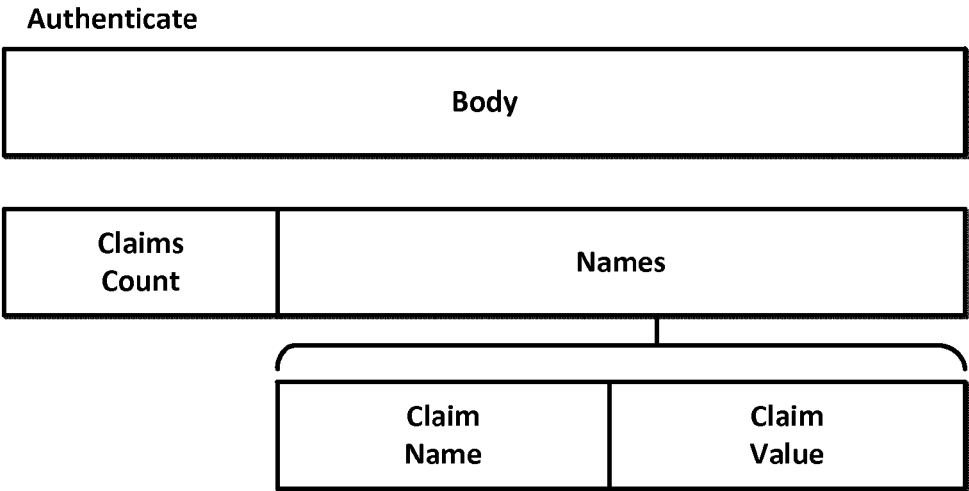 Authenticate
Body
Claims
Count
Names
Claim
Name
Claim
Value